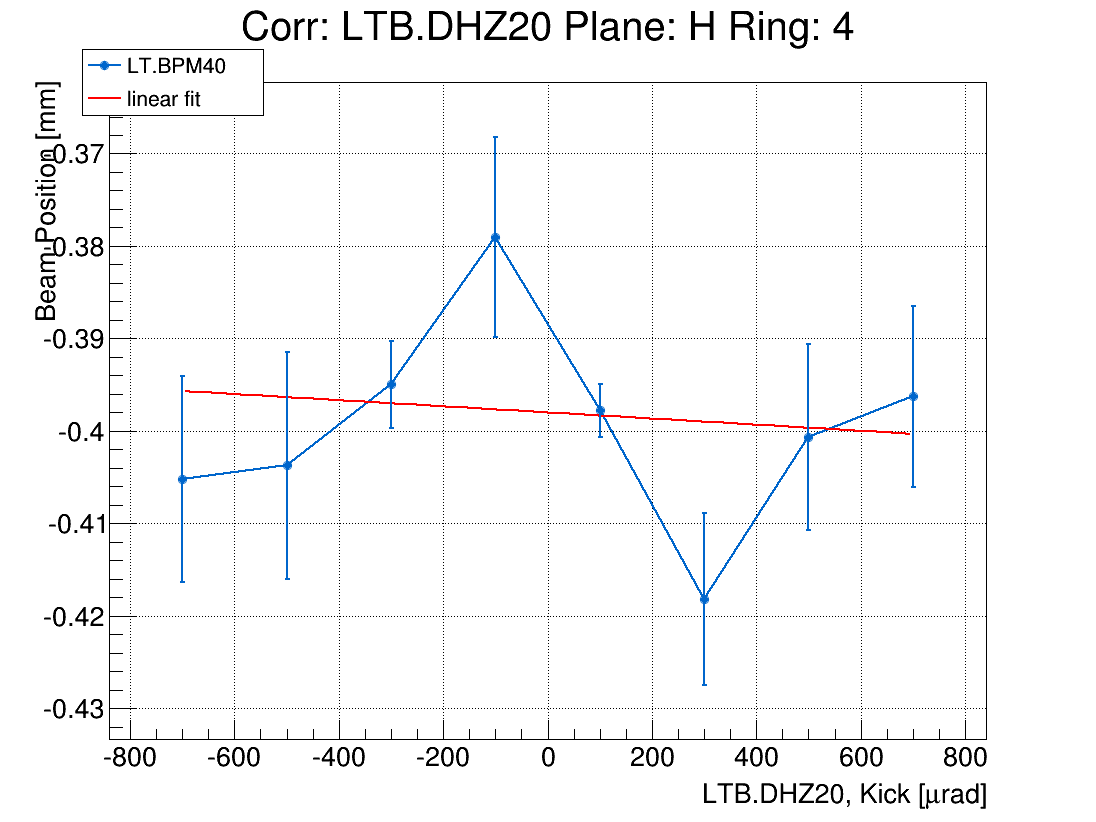 Corr: LTB.DHZ20 Plane: H Ring: 4
LT.BPM40
linear fit
Beam Position [mm]
-0.37
-0.38
-0.39
-0.4
-0.41
-0.42
-0.43
-800 -600 -400 -200 0 200 400 600 800
LTB.DHZ20, Kick [μrad]